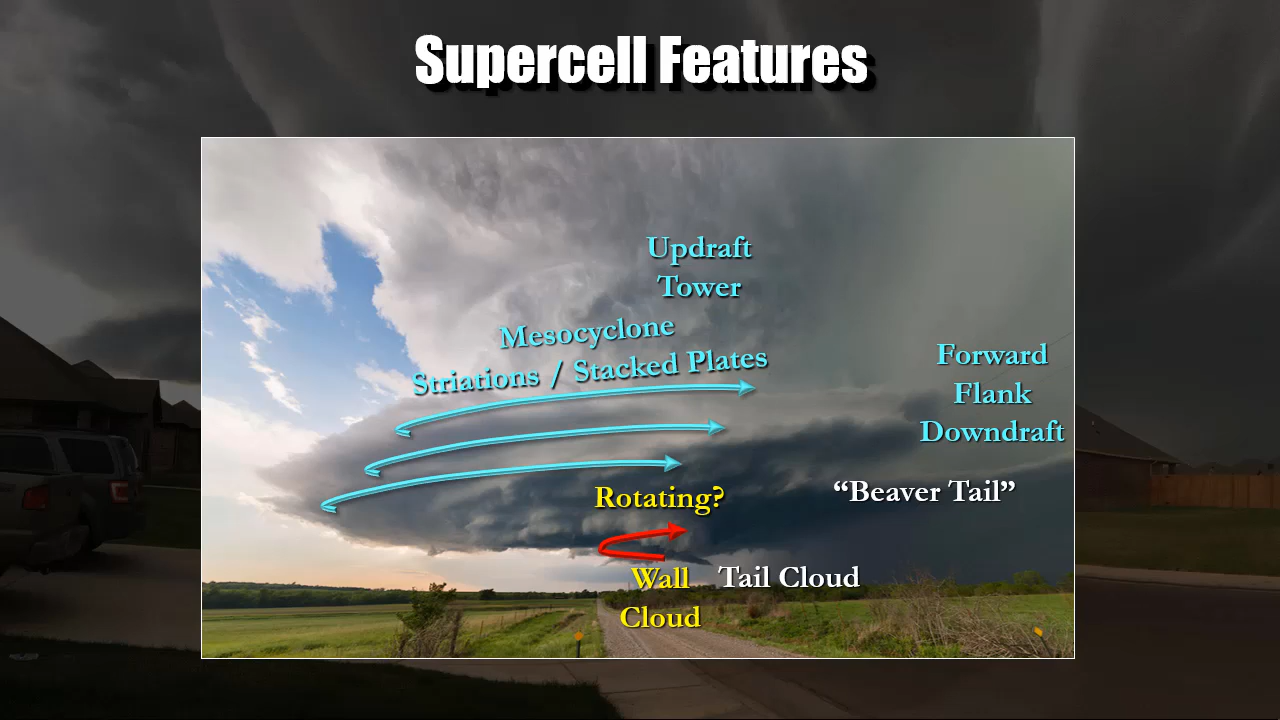 Supercell Features
Updraft
Tower
Mesocyclone
Striations / Stacked Plates
Forward
Flank
Downdraft
“Beaver Tail”
Rotating?
Wall
Cloud
Tail Cloud